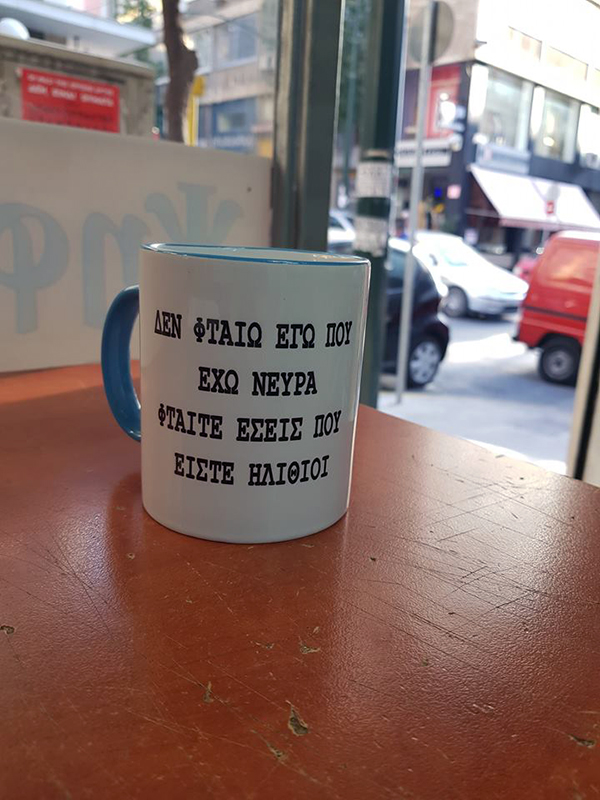 ΔΕΝ ΦΤΑΙΩ ΕΓΩ ΠΟΥ
ΕΧΩ ΝΕΥΡΑ
ΦΤΑΙΤΕ ΕΣΕΙΣ ΠΟΥ
ΕΙΣΤΕ ΗΛΙΘΙΟΙ